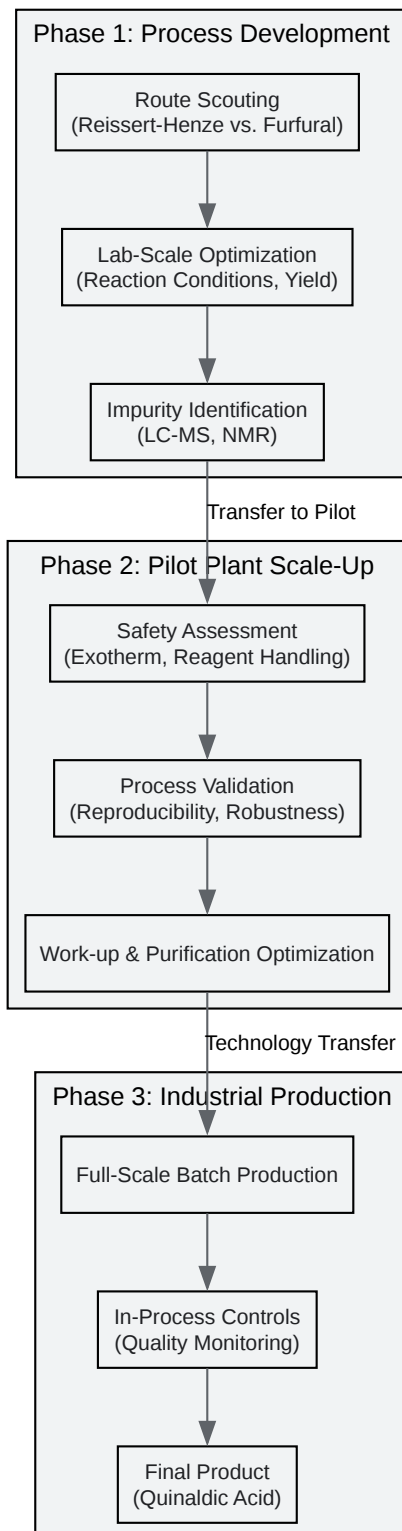 Phase 1: Process Development
Route Scouting
(Reissert-Henze vs. Furfural)
Lab-Scale Optimization
(Reaction Conditions, Yield)
Impurity Identification
(LC-MS, NMR)
Transfer to Pilot
Phase 2: Pilot Plant Scale-Up
Safety Assessment
(Exotherm, Reagent Handling)
Process Validation
(Reproducibility, Robustness)
Work-up & Purification Optimization
Technology Transfer
Phase 3: Industrial Production
Full-Scale Batch Production
In-Process Controls
(Quality Monitoring)
Final Product
(Quinaldic Acid)